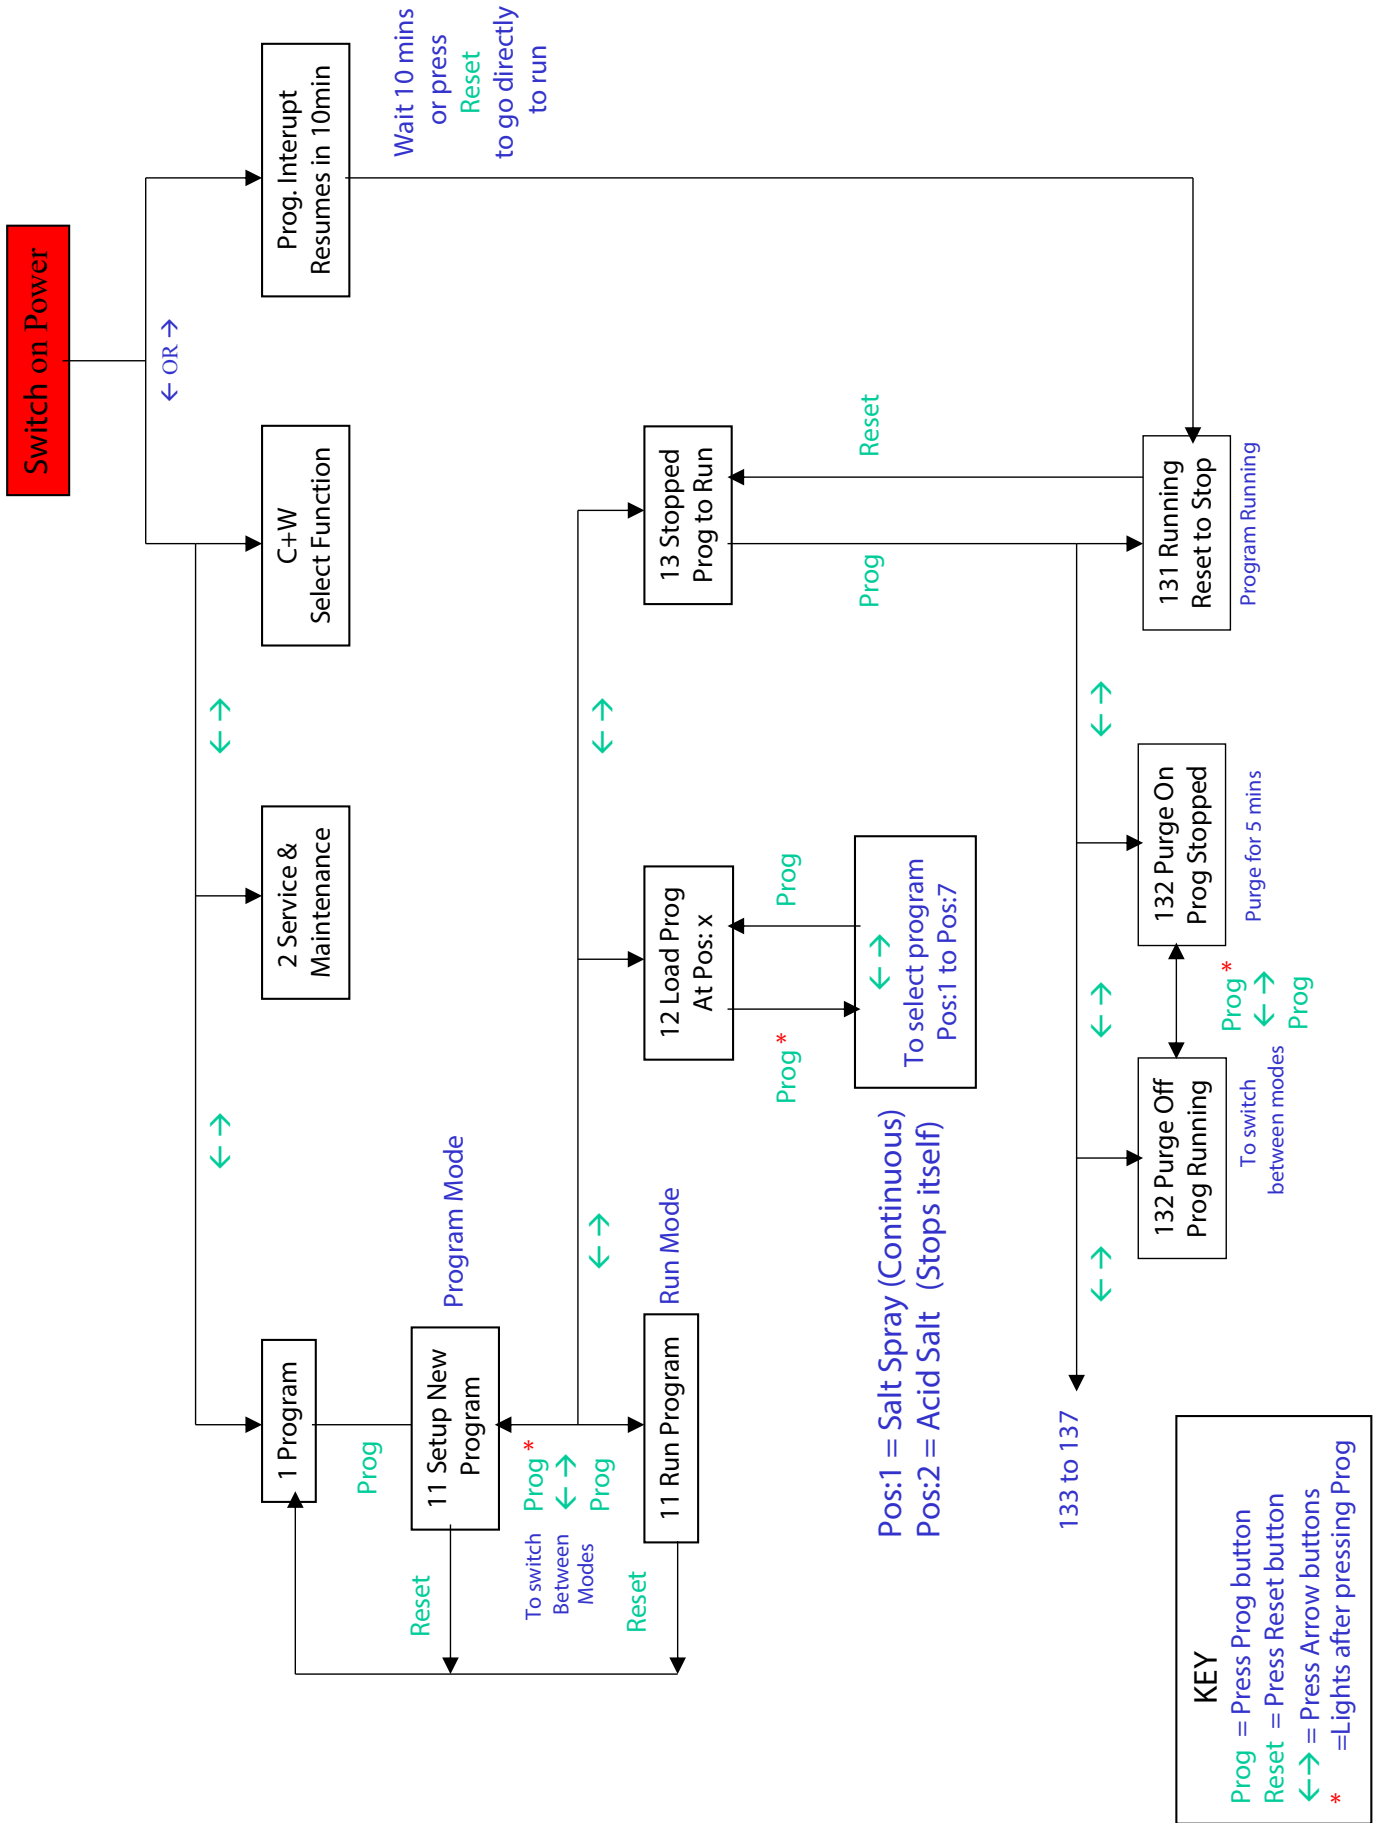 Switch on Power
← OR →
1 Program
2 Service &
Maintenance
C+W
Select Function
Prog. Interupt
Resumes in 10min
← →
← →
Wait 10 mins
or press
Reset
to go directly
to run
Prog
Reset
11 Setup New
Program
Program Mode
To switch
Between
Modes
Prog *
← →
Prog
Reset
11 Run Program
Run Mode
← →
← →
12 Load Prog
At Pos: x
13 Stopped
Prog to Run
Prog *
Prog
← →
To select program
Pos:1 to Pos:7
Prog
Reset
Pos:1 = Salt Spray (Continuous)
Pos:2 = Acid Salt (Stops itself)
133 to 137
← →
← →
← →
132 Purge Off
Prog Running
132 Purge On
Prog Stopped
131 Running
Reset to Stop
To switch
between modes
Prog *
← →
Prog
Purge for 5 mins
Program Running
KEY
Prog = Press Prog button
Reset = Press Reset button
← → = Press Arrow buttons
* =Lights after pressing Prog